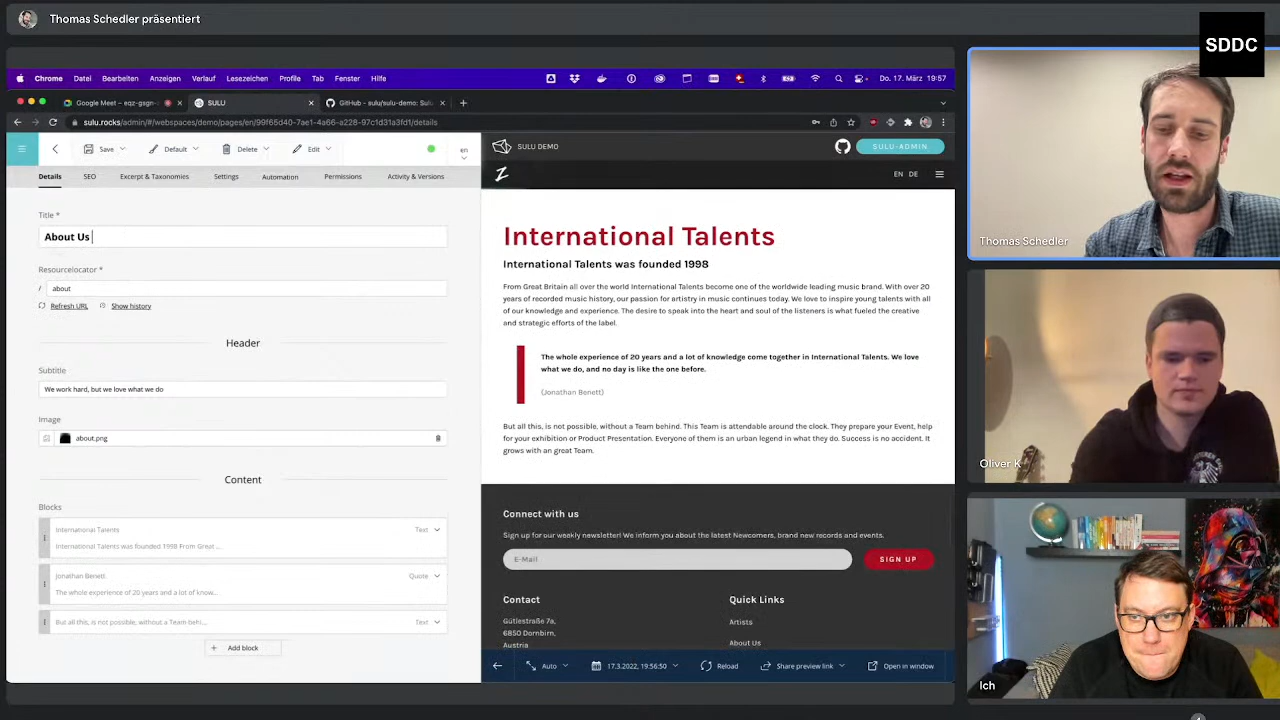 Thomas Schedler präsentiert
SDDC
Chrome Datei Bearbeiten Anzeigen Verlauf Lesezeichen Profile Tab Fenster Hilfe Do. 17. März 19:57
Google Meet – eqz-gsgn- SULU GitHub - sulu/sulu-demo: Sulu
sulu.rocks/admin/#/webspaces/demo/pages/en/99f65d40-7ae1-4a66-a228-97c1d31a3fd1/details
Save Default Delete Edit en
SULU DEMO SULU-ADMIN
Details SEO Excerpt & Taxonomies Settings Automation Permissions Activity & Versions
EN DE
Title *
About Us
Resourcelocator *
/ about
Refresh URL Show history
Header
Subtitle
We work hard, but we love what we do
Image
about.png
Content
Blocks
International Talents Text
International Talents was founded 1998 From Great ...
Jonathan Benett Quote
The whole experience of 20 years and a lot of know...
But all this, is not possible, without a Team behi... Text
+ Add block
International Talents
International Talents was founded 1998
From Great Britain all over the world International Talents become one of the worldwide leading music brand. With over 20
years of recorded music history, our passion for artistry in music continues today. We love to inspire young talents with all
of our knowledge and experience. The desire to speak into the heart and soul of the listeners is what fueled the creative
and strategic efforts of the label.
The whole experience of 20 years and a lot of knowledge come together in International Talents. We love
what we do, and no day is like the one before.
(Jonathan Benett)
But all this, is not possible, without a Team behind. This Team is attendable around the clock. They prepare your Event, help
for your exhibition or Product Presentation. Everyone of them is an urban legend in what they do. Success is no accident. It
grows with an great Team.
Connect with us
Sign up for our weekly newsletter! We inform you about the latest Newcomers, brand new records and events.
E-Mail SIGN UP
Contact Quick Links
Gütlestraße 7a,
6850 Dornbirn,
Austria
Artists
About Us
Auto 17.3.2022, 19:56:50 Reload Share preview link Open in window
Thomas Schedler
Oliver K
Ich